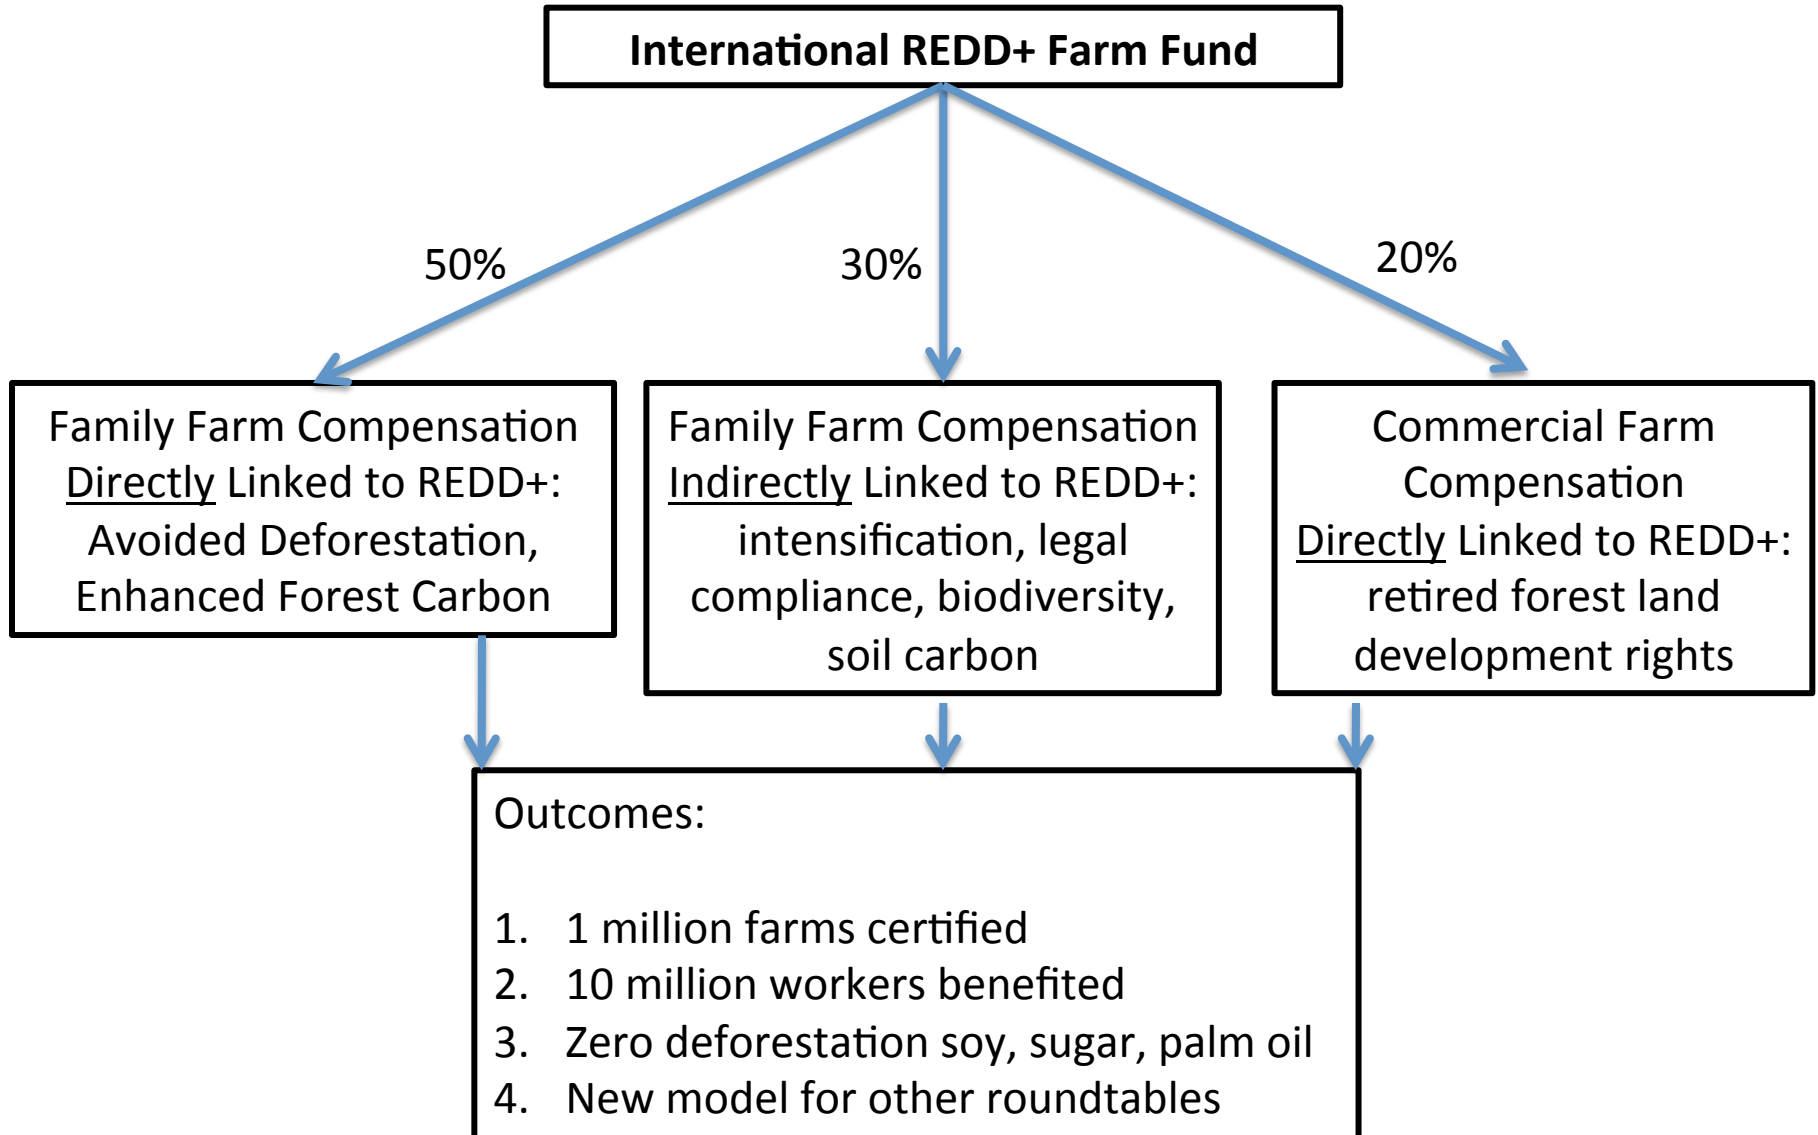 International REDD+ Farm Fund
50%
30%
20%
Family Farm Compensation
Directly Linked to REDD+:
Avoided Deforestation,
Enhanced Forest Carbon
Family Farm Compensation
Indirectly Linked to REDD+:
intensification, legal
compliance, biodiversity,
soil carbon
Commercial Farm
Compensation
Directly Linked to REDD+:
retired forest land
development rights
Outcomes:
1. 1 million farms certified
2. 10 million workers benefited
3. Zero deforestation soy, sugar, palm oil
4. New model for other roundtables